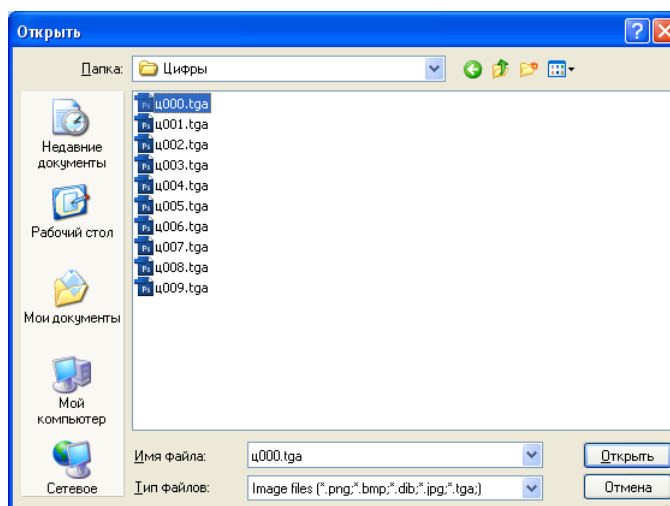 Открыть
Папка: Цифры
ц000.tga
ц001.tga
ц002.tga
ц003.tga
ц004.tga
ц005.tga
ц006.tga
ц007.tga
ц008.tga
ц009.tga
Недавние
документы
Рабочий стол
Мои документы
Мой
компьютер
Сетевое
Имя файла: ц000.tga Открыть
Тип файлов: Image files (*.png;*.bmp;*.dib;*.jpg;*.tga;) Отмена